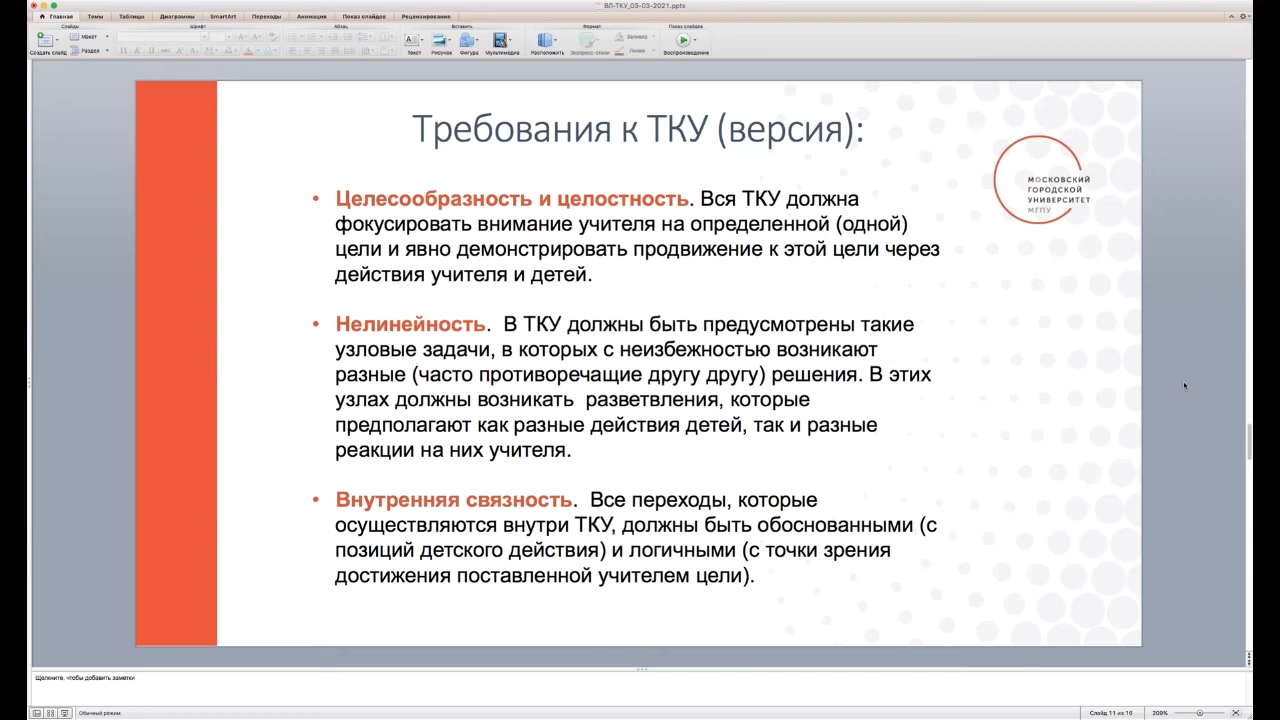 ВЛ-ТКУ_03-03-2021.pptx
Главная Темы Таблицы Диаграммы SmartArt Переходы Анимация Показ слайдов Рецензирование
Слайды Шрифт Абзац Вставить Формат Показ слайдов
Создать слайд Макет Раздел Текст Рисунок Фигура Мультимедиа Расположить Экспресс-стили Заливка Линия Воспроизведение
Требования к ТКУ (версия):
МОСКОВСКИЙ
ГОРОДСКОЙ
УНИВЕРСИТЕТ
МГПУ
• Целесообразность и целостность. Вся ТКУ должна
фокусировать внимание учителя на определенной (одной)
цели и явно демонстрировать продвижение к этой цели через
действия учителя и детей.
• Нелинейность. В ТКУ должны быть предусмотрены такие
узловые задачи, в которых с неизбежностью возникают
разные (часто противоречащие другу другу) решения. В этих
узлах должны возникать разветвления, которые
предполагают как разные действия детей, так и разные
реакции на них учителя.
• Внутренняя связность. Все переходы, которые
осуществляются внутри ТКУ, должны быть обоснованными (с
позиций детского действия) и логичными (с точки зрения
достижения поставленной учителем цели).
Щелкните, чтобы добавить заметки
Обычный режим Слайд 11 из 16 209%